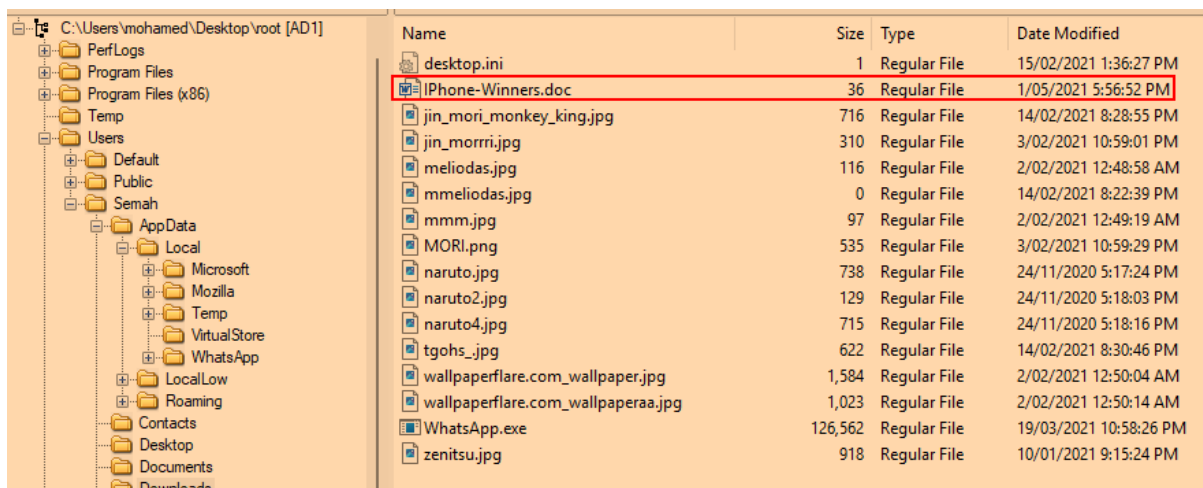 C:\Users\mohamed\Desktop\root [AD1]
PerfLogs
Program Files
Program Files (x86)
Temp
Users
Default
Public
Semah
AppData
Local
Microsoft
Mozilla
Temp
VirtualStore
WhatsApp
LocalLow
Roaming
Contacts
Desktop
Documents
Downloads
Name Size Type Date Modified
desktop.ini 1 Regular File 15/02/2021 1:36:27 PM
IPhone-Winners.doc 36 Regular File 1/05/2021 5:56:52 PM
jin_mori_monkey_king.jpg 716 Regular File 14/02/2021 8:28:55 PM
jin_morrri.jpg 310 Regular File 3/02/2021 10:59:01 PM
meliodas.jpg 116 Regular File 2/02/2021 12:48:58 AM
mmeliodas.jpg 0 Regular File 14/02/2021 8:22:39 PM
mmm.jpg 97 Regular File 2/02/2021 12:49:19 AM
MORI.png 535 Regular File 3/02/2021 10:59:29 PM
naruto.jpg 738 Regular File 24/11/2020 5:17:24 PM
naruto2.jpg 129 Regular File 24/11/2020 5:18:03 PM
naruto4.jpg 715 Regular File 24/11/2020 5:18:16 PM
tgohs_.jpg 622 Regular File 14/02/2021 8:30:46 PM
wallpaperflare.com_wallpaper.jpg 1,584 Regular File 2/02/2021 12:50:04 AM
wallpaperflare.com_wallpaperaa.jpg 1,023 Regular File 2/02/2021 12:50:14 AM
WhatsApp.exe 126,562 Regular File 19/03/2021 10:58:26 PM
zenitsu.jpg 918 Regular File 10/01/2021 9:15:24 PM